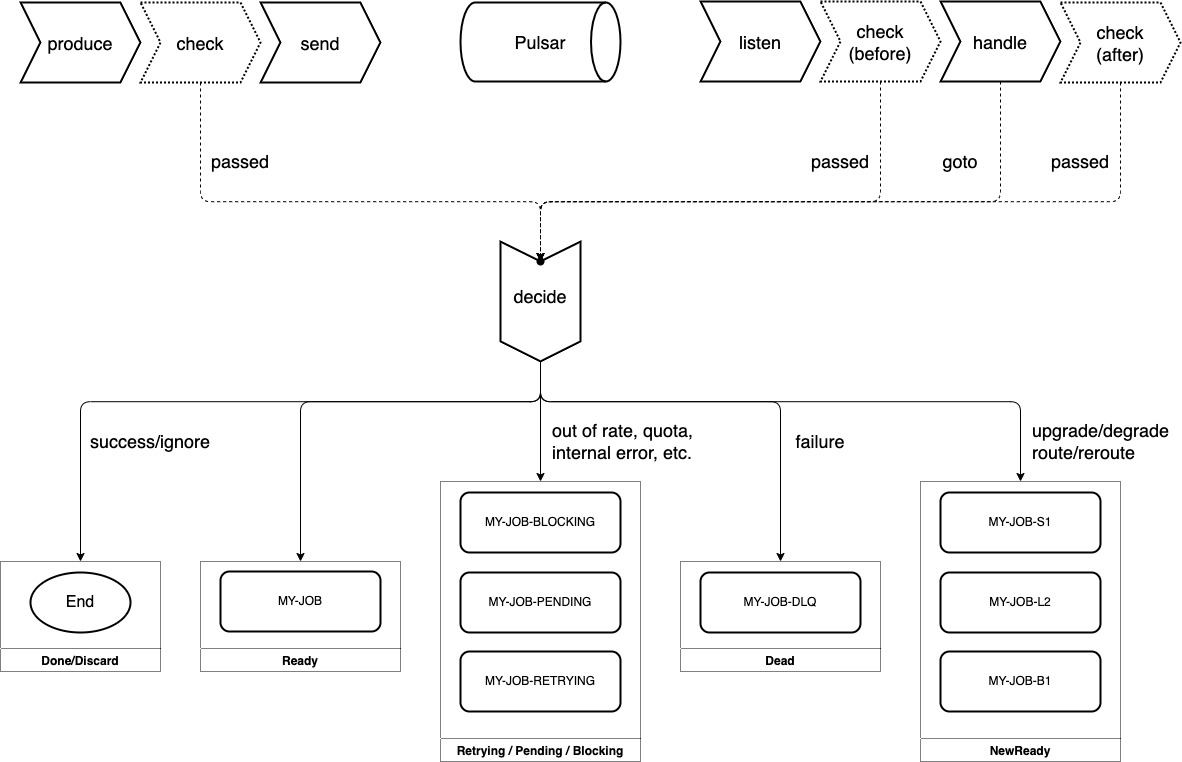 produce
check
send
Pulsar
listen
check
(before)
handle
check
(after)
passed
passed
goto
passed
decide
success/ignore
out of rate, quota,
internal error, etc.
failure
upgrade/degrade
route/reroute
MY-JOB-BLOCKING
MY-JOB-S1
End
MY-JOB
MY-JOB-PENDING
MY-JOB-DLQ
MY-JOB-L2
Done/Discard
Ready
Dead
MY-JOB-RETRYING
MY-JOB-B1
Retrying / Pending / Blocking
NewReady